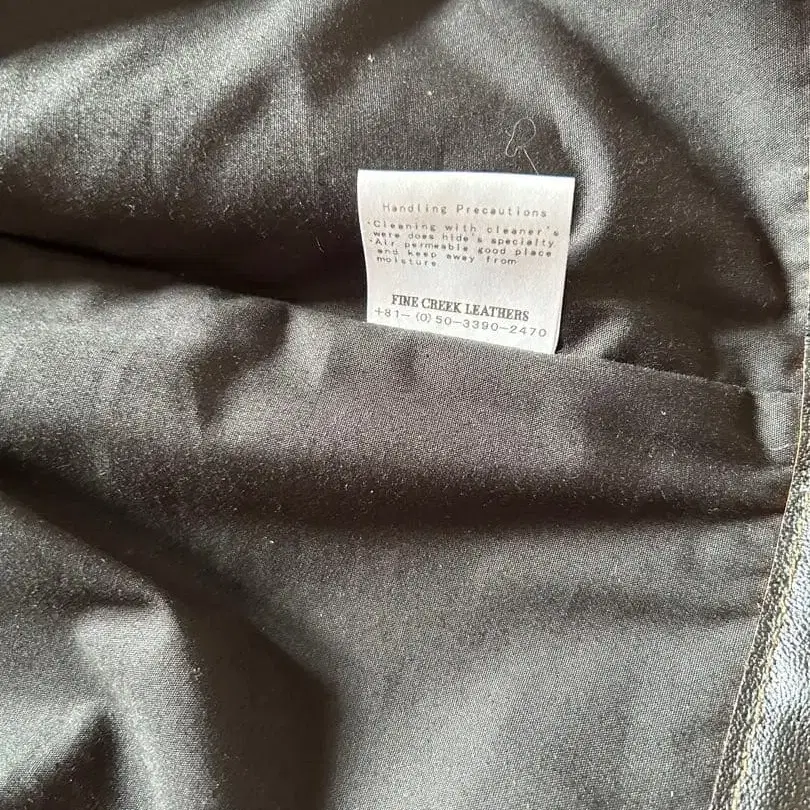 Handling Precautions
・Cleaning with cleaner's
were does hide's specialty.
・Air permeable good place
and keep away from
moisture
FINE CREEK LEATHERS
+81-(0)50-3390-2470